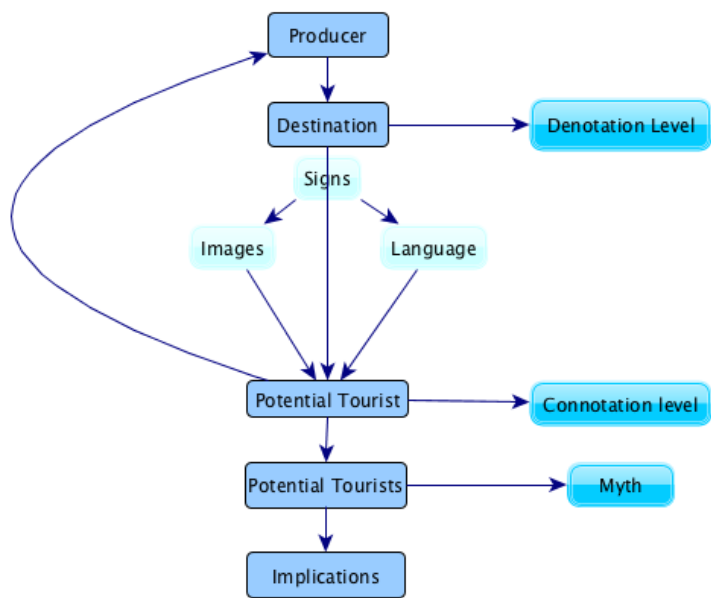 Producer
Destination
Denotation Level
Signs
Images
Language
Potential Tourist
Connotation level
Potential Tourists
Myth
Implications